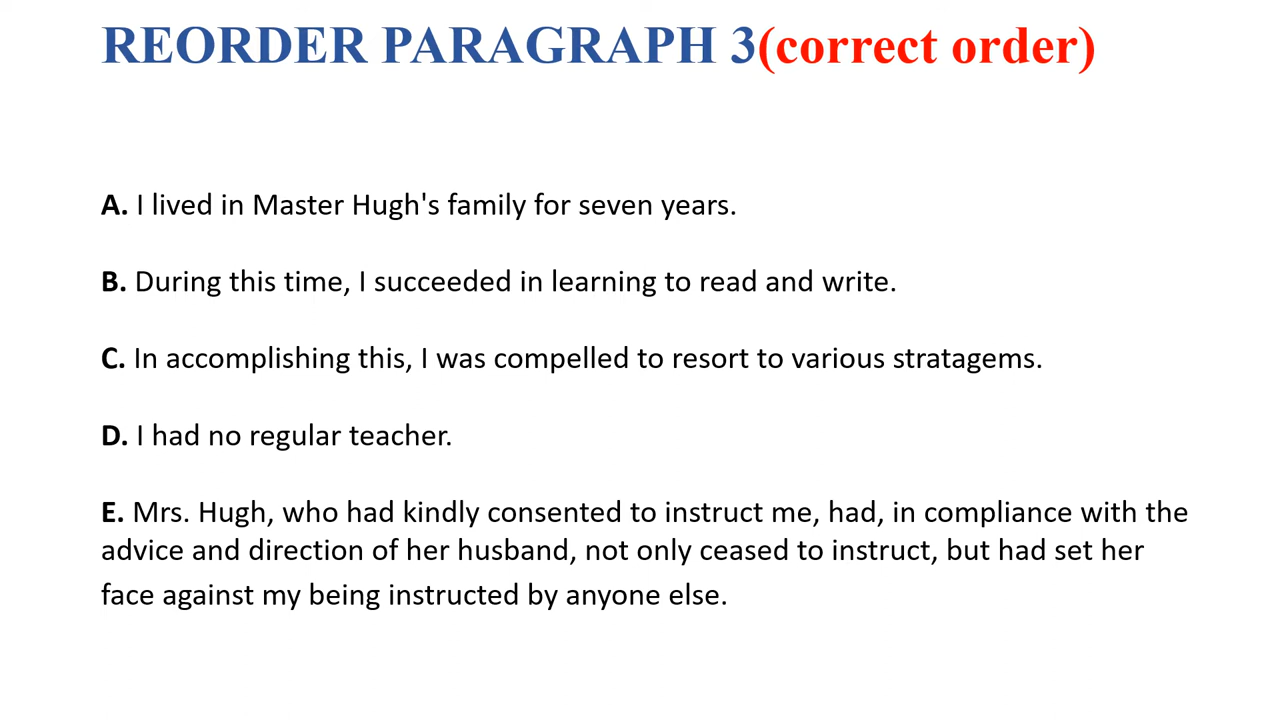 REORDER PARAGRAPH 3(correct order)
A. I lived in Master Hugh's family for seven years.
B. During this time, I succeeded in learning to read and write.
C. In accomplishing this, I was compelled to resort to various stratagems.
D. I had no regular teacher.
E. Mrs. Hugh, who had kindly consented to instruct me, had, in compliance with the
advice and direction of her husband, not only ceased to instruct, but had set her
face against my being instructed by anyone else.